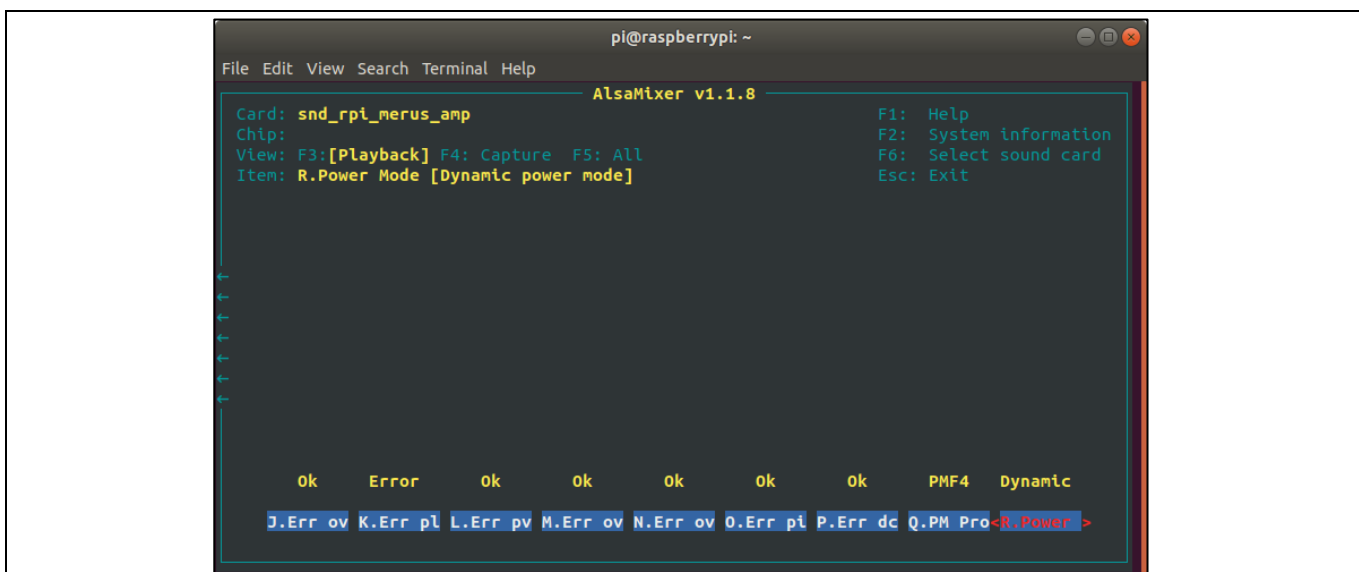 pi@raspberrypi: ~
File Edit View Search Terminal Help
AlsaMixer v1.1.8
Card: snd_rpi_merus_amp F1: Help
Chip: F2: System information
View: F3:[Playback] F4: Capture F5: All F6: Select sound card
Item: R.Power Mode [Dynamic power mode] Esc: Exit
←
←
←
←
←
←
←
Ok Error Ok Ok Ok Ok Ok PMF4 Dynamic
J.Err ov K.Err pl L.Err pv M.Err ov N.Err ov O.Err pi P.Err dc Q.PM Pro<R.Power >